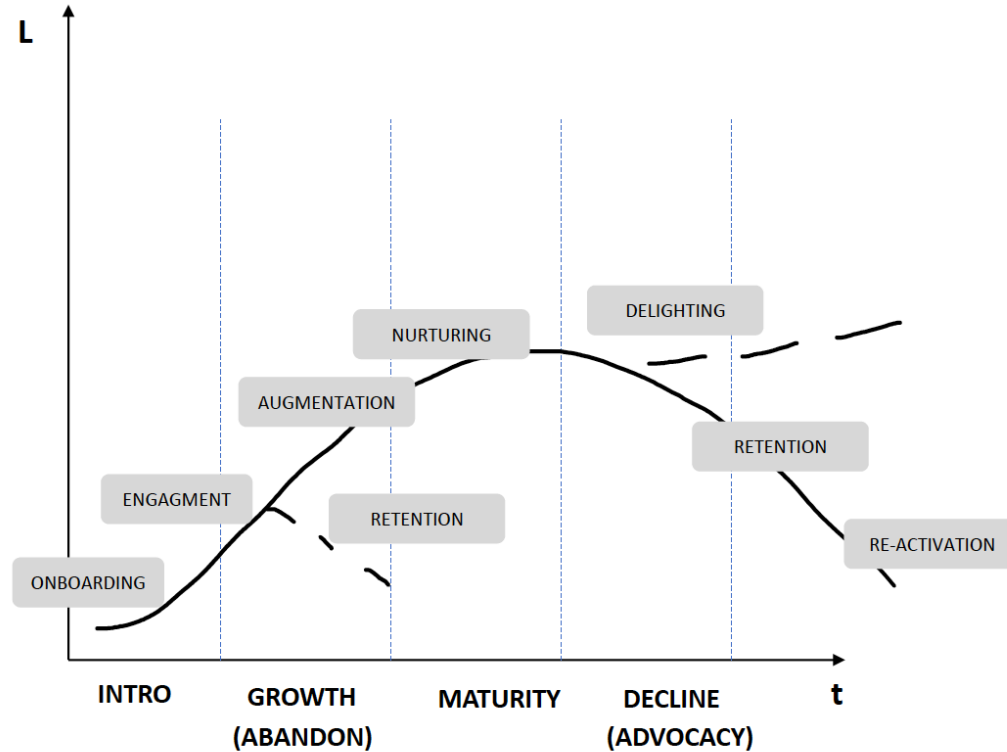 L
DELIGHTING
NURTURING
AUGMENTATION
RETENTION
ENGAGMENT
RETENTION
RE-ACTIVATION
ONBOARDING
INTRO
GROWTH
(ABANDON)
MATURITY
DECLINE
(ADVOCACY)
t